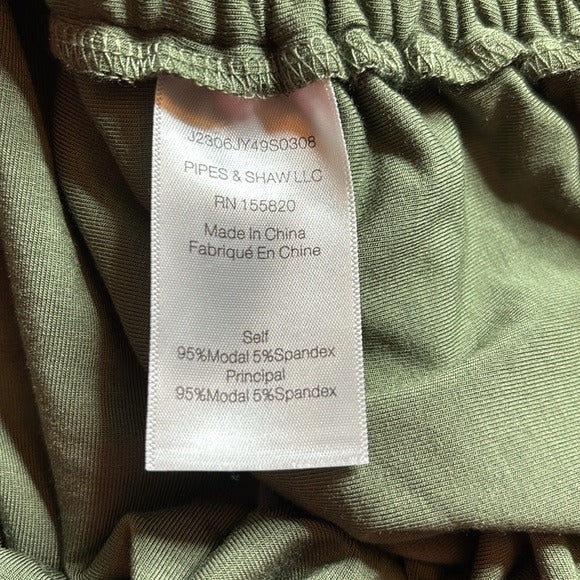 J2306JY49S0308
PIPES & SHAW LLC
RN 155820
Made In China
Fabriqué En Chine
Self
95%Modal 5%Spandex
Principal
95%Modal 5%Spandex